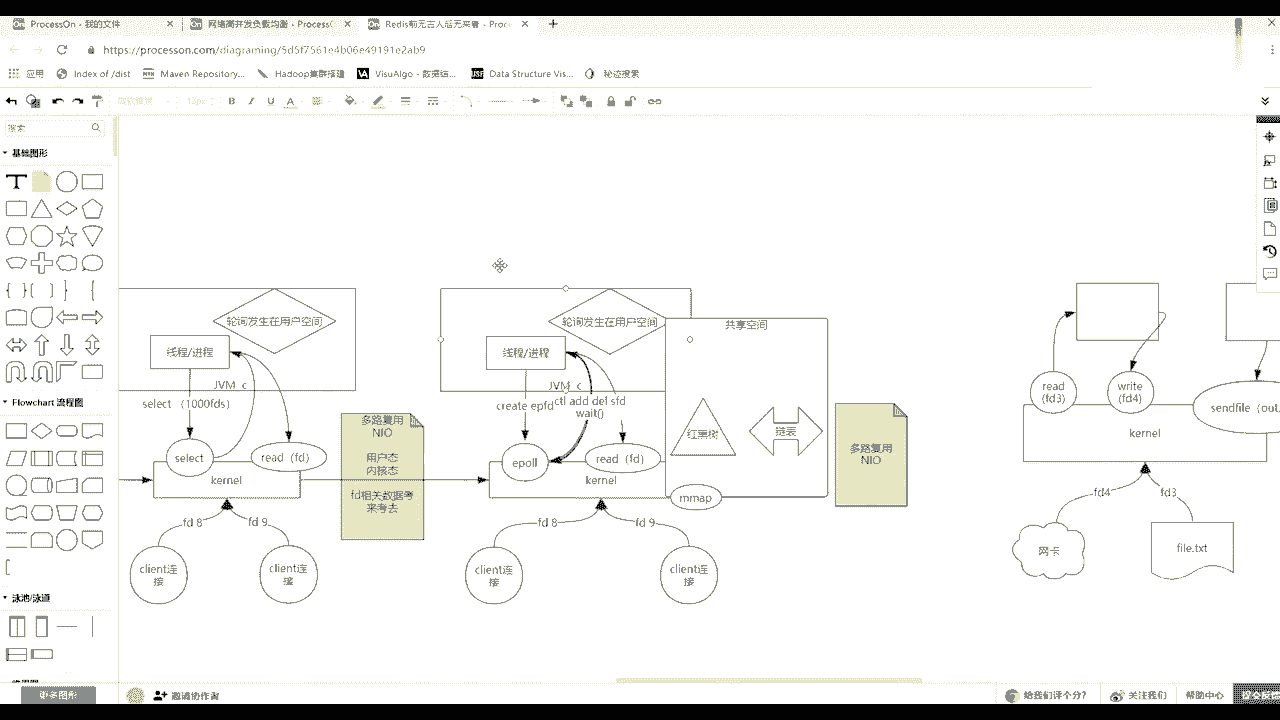 ProcessOn - 我的文件
网络高并发负载均衡 - ProcessO
Redis前无古人后无来者 - Proc
https://processon.com/diagraming/5d5f7561e4b06e49191e2ab9
应用
Index of /dist
Maven Repository...
Hadoop集群搭建
VisuAlgo - 数据结...
Data Structure Vis...
秘迹搜索
13px
B
I
U
A
搜索
基础图形
Flowchart 流程图
泳池/泳道
更多图形
邀请协作者
给我们评个分？
关注我们
帮助中心
轮询发生在用户空间
线程/进程
JVM c
select （1000fds）
select
read（fd）
kernel
fd 8
fd 9
client连
接
client连
接
多路复用
NIO
用户态
内核态
fd相关数据考
来考去
轮询发生在用户空间
线程/进程
JVM c
create epfd
ctl add del sfd
wait()
epoll
read（fd）
kernel
fd 8
fd 9
client连
接
client连
接
共享空间
红黑树
链表
mmap
多路复用
NIO
read
(fd3)
write
(fd4)
sendfile（out.
kernel
fd4
fd3
网卡
file.txt